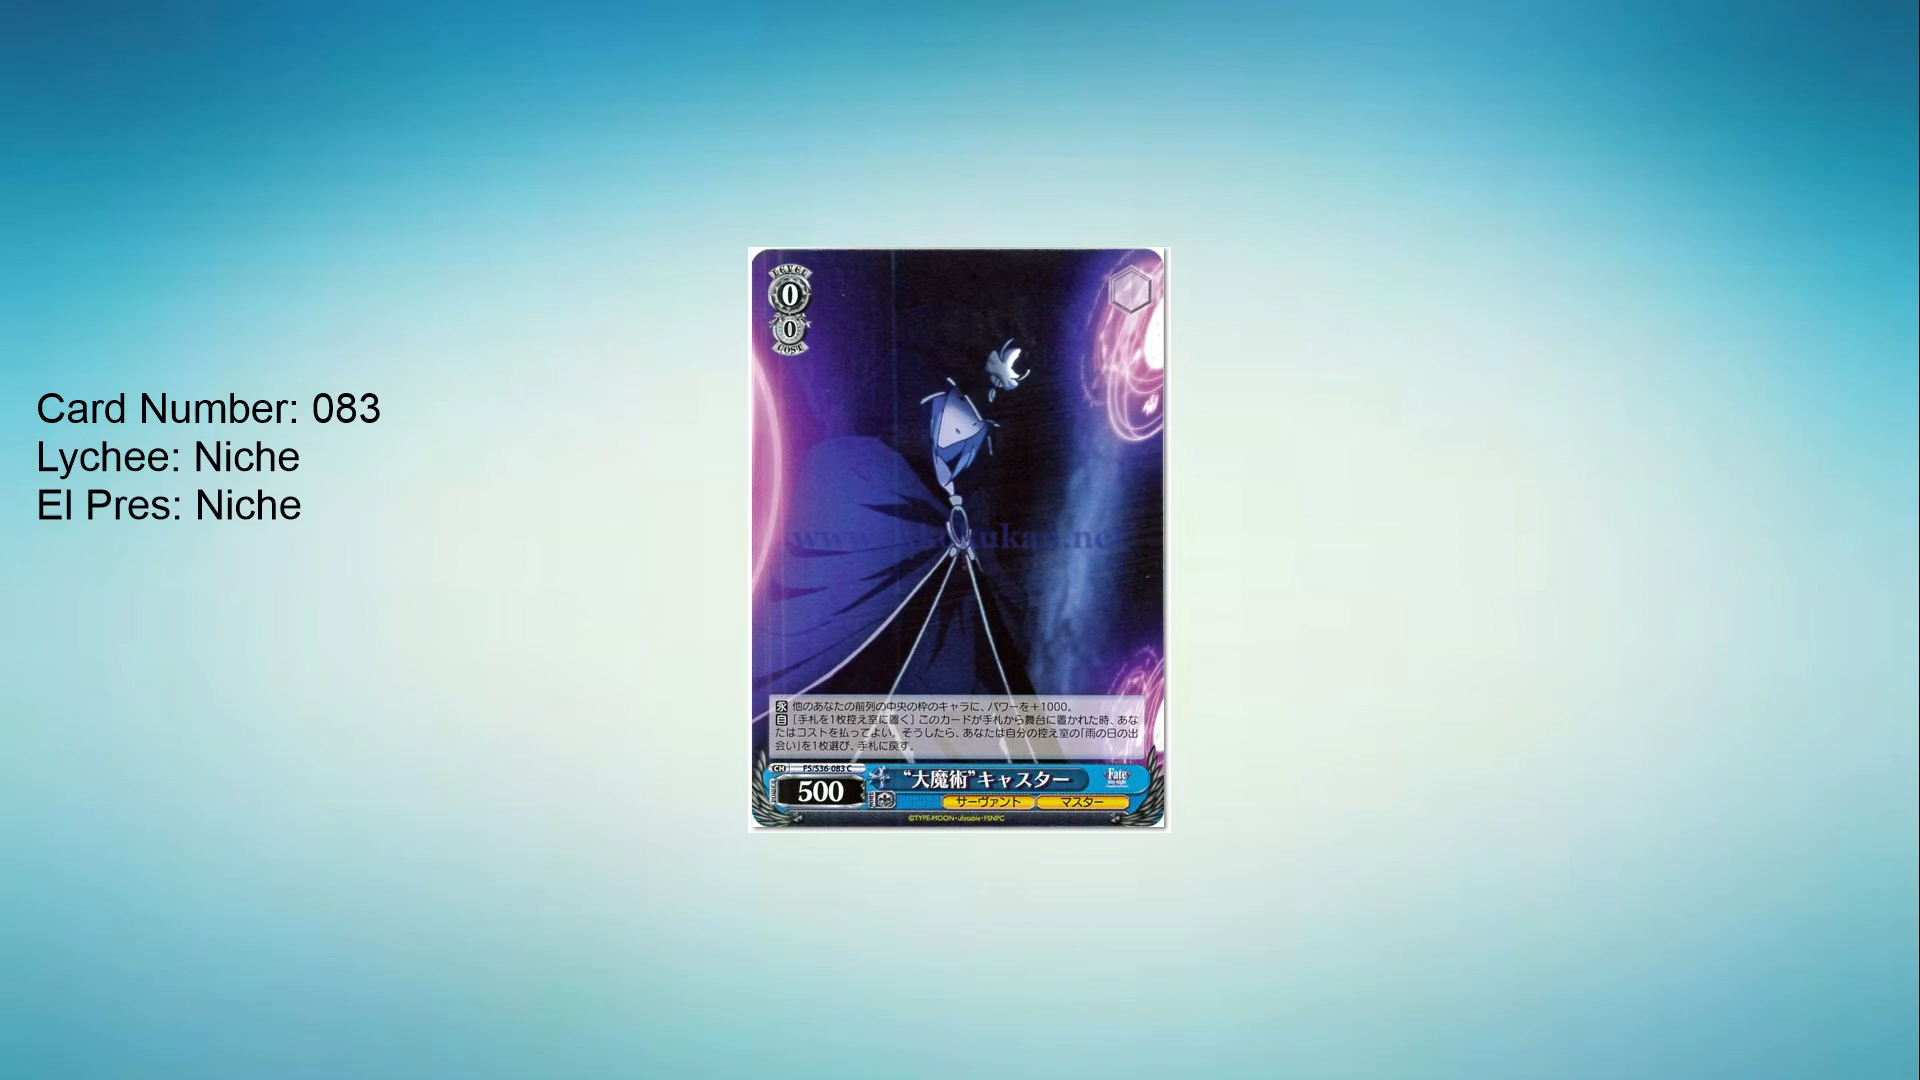 Card Number: 083
Lychee: Niche
El Pres: Niche
LEVEL
0
0
COST
永 他のあなたの前列の中央の枠のキャラに、パワーを+1000。
自 [手札を1枚控え室に置く] このカードが手札から舞台に置かれた時、あな
たはコストを払ってよい。そうしたら、あなたは自分の控え室の「雨の日の出
会い」を1枚選び、手札に戻す。
CH FS/S36-083 C
500
“大魔術”キャスター
Fate
サーヴァント マスター
©TYPE-MOON・ufotable・FSNPC